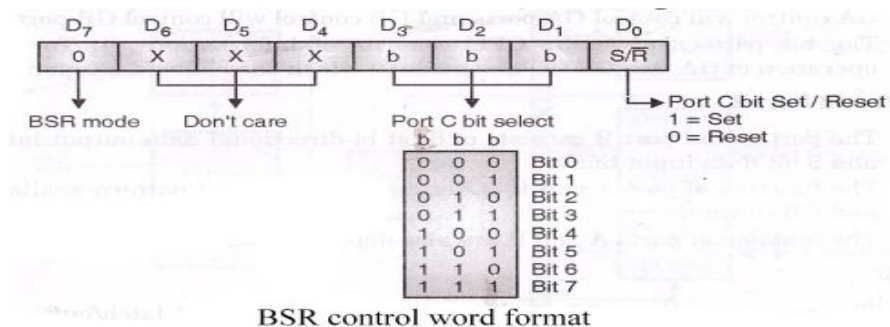 D7 D6 D5 D4 D3 D2 D1 D0
0 X X X b b b S/R̅
BSR mode
Don't care
Port C bit select
Port C bit Set / Reset
1 = Set
0 = Reset
b b b
0 0 0 Bit 0
0 0 1 Bit 1
0 1 0 Bit 2
0 1 1 Bit 3
1 0 0 Bit 4
1 0 1 Bit 5
1 1 0 Bit 6
1 1 1 Bit 7
BSR control word format